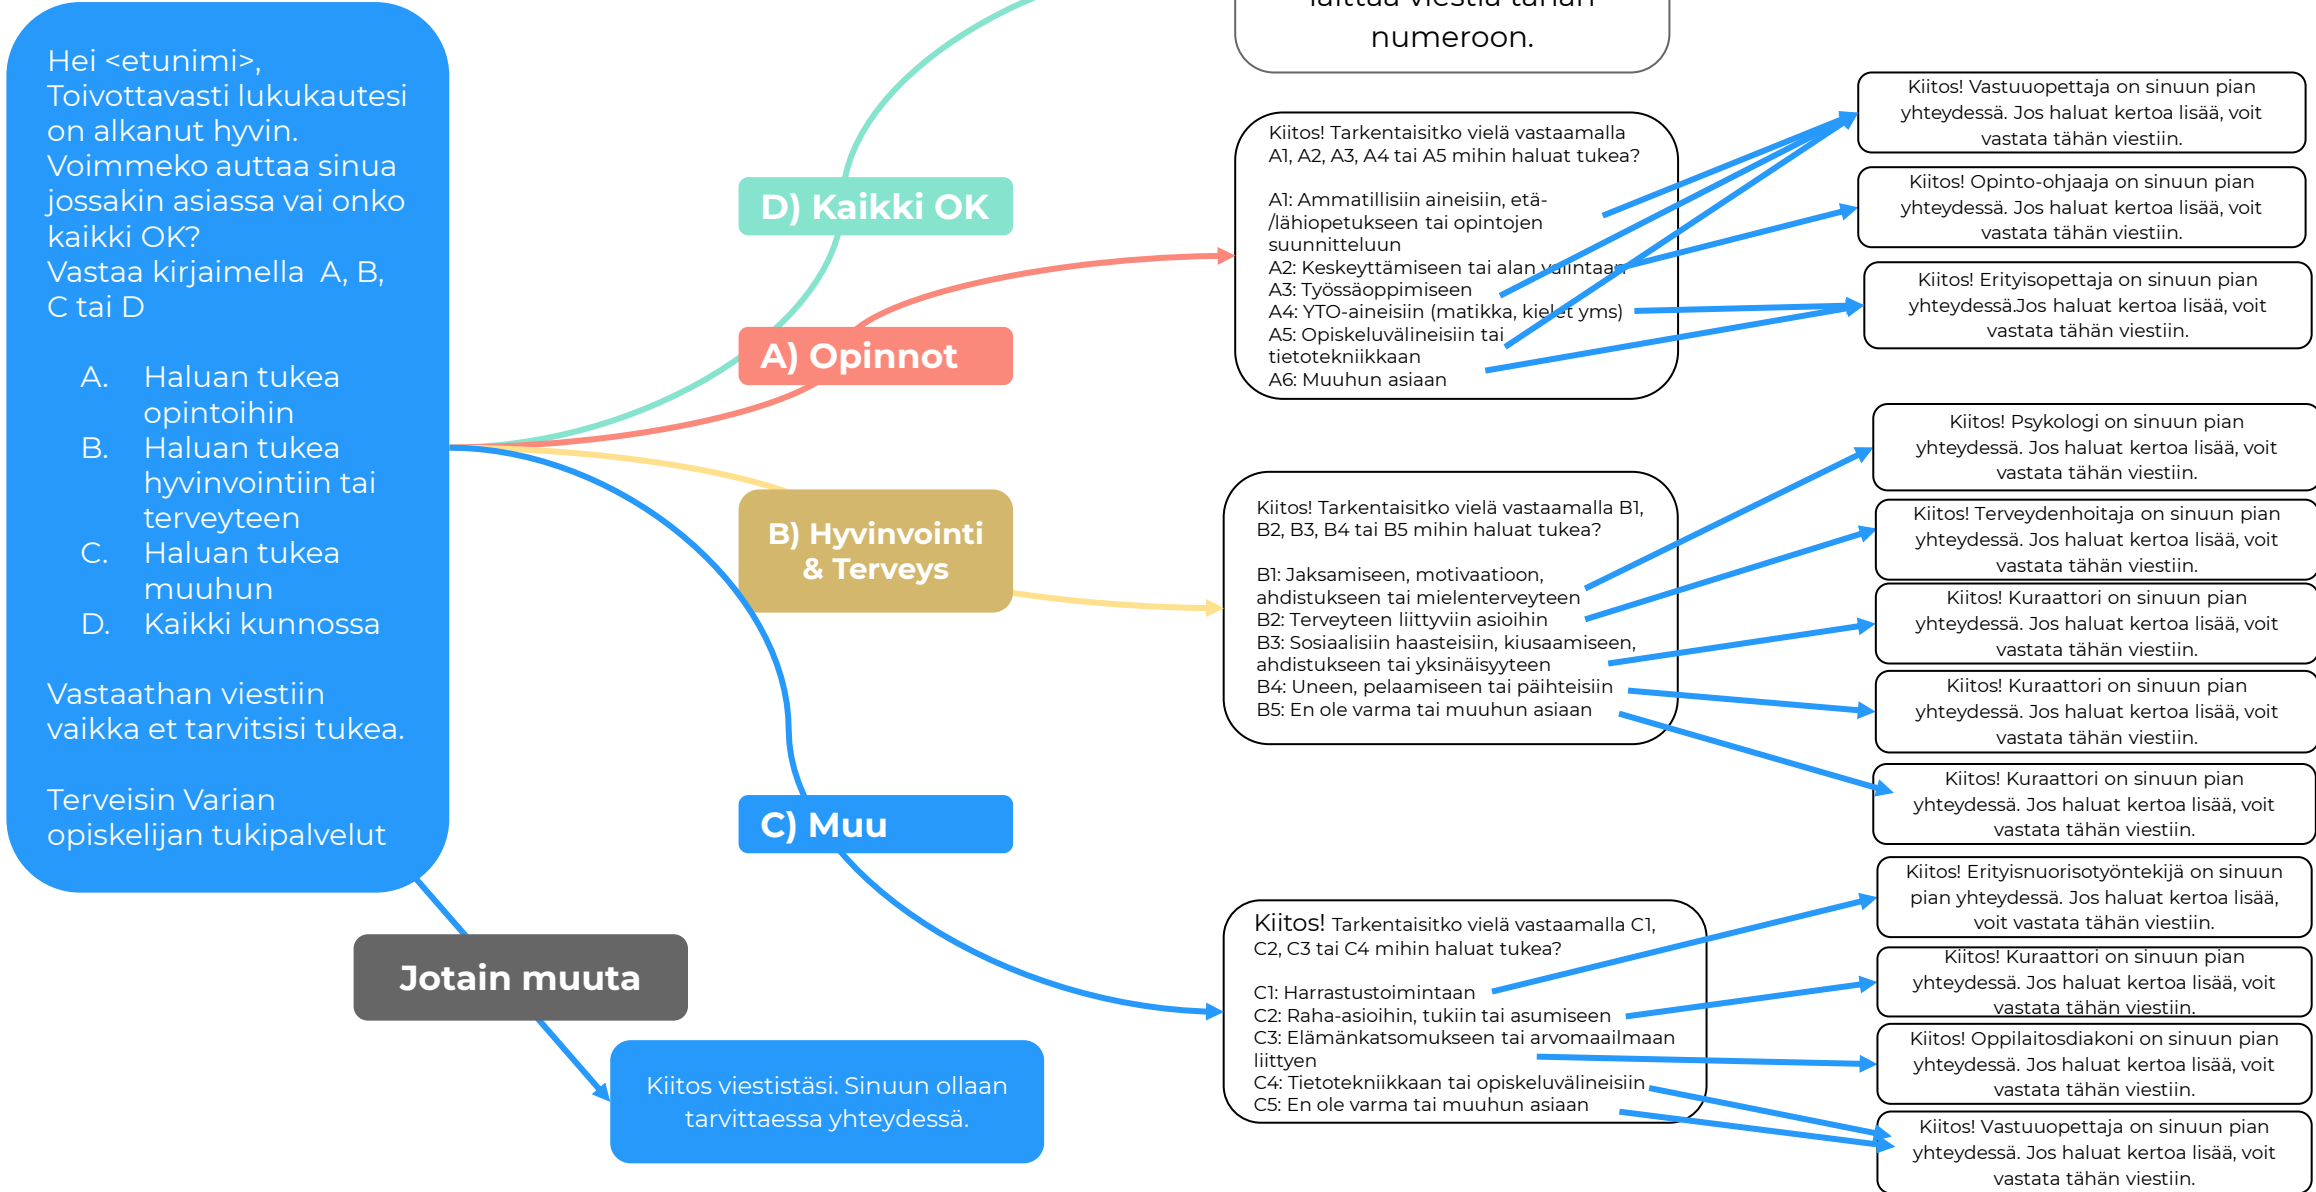 Hei <etunimi>,
Toivottavasti lukukautesi
on alkanut hyvin.
Voimmeko auttaa sinua
jossakin asiassa vai onko
kaikki OK?
Vastaa kirjaimella  A, B,
C tai D
A. Haluan tukea
opintoihin
B. Haluan tukea
hyvinvointiin tai
terveyteen
C. Haluan tukea
muuhun
D. Kaikki kunnossa
Vastaathan viestiin
vaikka et tarvitsisi tukea.
Terveisin Varian
opiskelijan tukipalvelut
Jotain muuta
Kiitos viestistäsi. Sinuun ollaan
tarvittaessa yhteydessä.
D) Kaikki OK
A) Opinnot
B) Hyvinvointi
& Terveys
C) Muu
laittaa viestiä tähän
numeroon.
Kiitos! Tarkentaisitko vielä vastaamalla
A1, A2, A3, A4 tai A5 mihin haluat tukea?
A1: Ammatillisiin aineisiin, etä-
/lähiopetukseen tai opintojen
suunnitteluun
A2: Keskeyttämiseen tai alan valintaan
A3: Työssäoppimiseen
A4: YTO-aineisiin (matikka, kielet yms)
A5: Opiskeluvälineisiin tai
tietotekniikkaan
A6: Muuhun asiaan
Kiitos! Tarkentaisitko vielä vastaamalla B1,
B2, B3, B4 tai B5 mihin haluat tukea?
B1: Jaksamiseen, motivaatioon,
ahdistukseen tai mielenterveyteen
B2: Terveyteen liittyviin asioihin
B3: Sosiaalisiin haasteisiin, kiusaamiseen,
ahdistukseen tai yksinäisyyteen
B4: Uneen, pelaamiseen tai päihteisiin
B5: En ole varma tai muuhun asiaan
Kiitos! Tarkentaisitko vielä vastaamalla C1,
C2, C3 tai C4 mihin haluat tukea?
C1: Harrastustoimintaan
C2: Raha-asioihin, tukiin tai asumiseen
C3: Elämänkatsomukseen tai arvomaailmaan
liittyen
C4: Tietotekniikkaan tai opiskeluvälineisiin
C5: En ole varma tai muuhun asiaan
Kiitos! Vastuuopettaja on sinuun pian
yhteydessä. Jos haluat kertoa lisää, voit
vastata tähän viestiin.
Kiitos! Opinto-ohjaaja on sinuun pian
yhteydessä. Jos haluat kertoa lisää, voit
vastata tähän viestiin.
Kiitos! Erityisopettaja on sinuun pian
yhteydessä.Jos haluat kertoa lisää, voit
vastata tähän viestiin.
Kiitos! Psykologi on sinuun pian
yhteydessä. Jos haluat kertoa lisää, voit
vastata tähän viestiin.
Kiitos! Terveydenhoitaja on sinuun pian
yhteydessä. Jos haluat kertoa lisää, voit
vastata tähän viestiin.
Kiitos! Kuraattori on sinuun pian
yhteydessä. Jos haluat kertoa lisää, voit
vastata tähän viestiin.
Kiitos! Kuraattori on sinuun pian
yhteydessä. Jos haluat kertoa lisää, voit
vastata tähän viestiin.
Kiitos! Kuraattori on sinuun pian
yhteydessä. Jos haluat kertoa lisää, voit
vastata tähän viestiin.
Kiitos! Erityisnuorisotyöntekijä on sinuun
pian yhteydessä. Jos haluat kertoa lisää,
voit vastata tähän viestiin.
Kiitos! Kuraattori on sinuun pian
yhteydessä. Jos haluat kertoa lisää, voit
vastata tähän viestiin.
Kiitos! Oppilaitosdiakoni on sinuun pian
yhteydessä. Jos haluat kertoa lisää, voit
vastata tähän viestiin.
Kiitos! Vastuuopettaja on sinuun pian
yhteydessä. Jos haluat kertoa lisää, voit
vastata tähän viestiin.